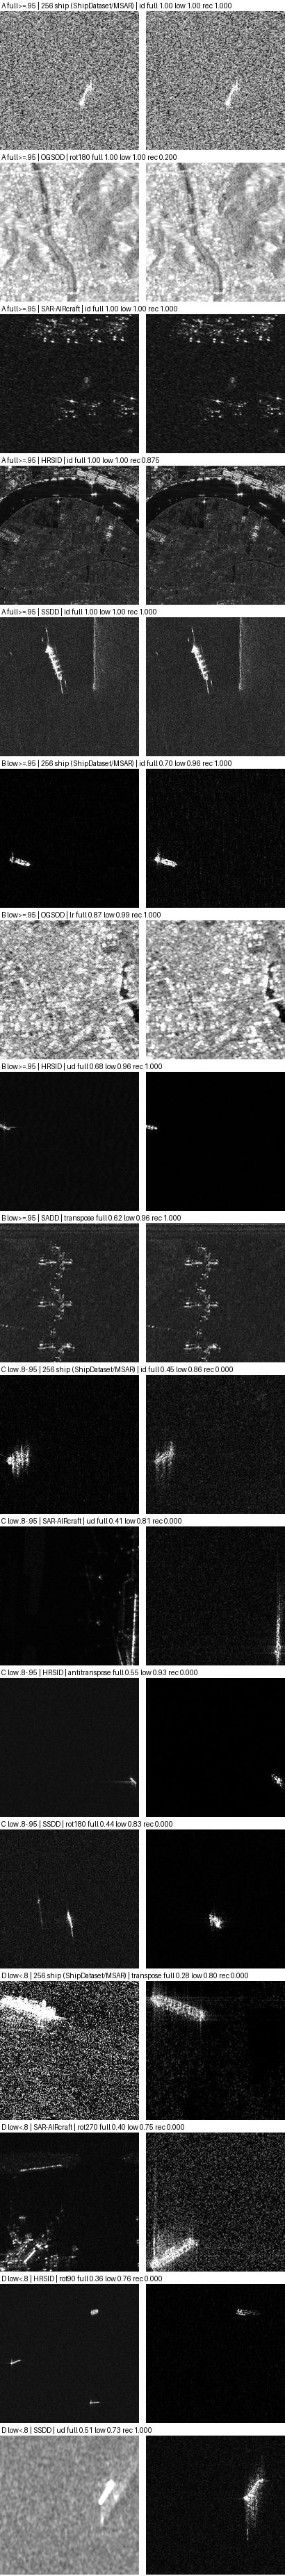 A full>=.95 | 256 ship (ShipDataset/MSAR) | id full 1.00 low 1.00 rec 1.000
A full>=.95 | OGSOD | rot180 full 1.00 low 1.00 rec 0.200
A full>=.95 | SAR-AIRcraft | id full 1.00 low 1.00 rec 1.000
A full>=.95 | HRSID | id full 1.00 low 1.00 rec 0.875
A full>=.95 | SSDD | id full 1.00 low 1.00 rec 1.000
B low>=.95 | 256 ship (ShipDataset/MSAR) | id full 0.70 low 0.96 rec 1.000
B low>=.95 | OGSOD | lr full 0.87 low 0.99 rec 1.000
B low>=.95 | HRSID | ud full 0.68 low 0.96 rec 1.000
B low>=.95 | SADD | transpose full 0.62 low 0.96 rec 1.000
C low .8-.95 | 256 ship (ShipDataset/MSAR) | id full 0.45 low 0.86 rec 0.000
C low .8-.95 | SAR-AIRcraft | ud full 0.41 low 0.81 rec 0.000
C low .8-.95 | HRSID | antitranspose full 0.55 low 0.93 rec 0.000
C low .8-.95 | SSDD | rot180 full 0.44 low 0.83 rec 0.000
D low<.8 | 256 ship (ShipDataset/MSAR) | transpose full 0.28 low 0.80 rec 0.000
D low<.8 | SAR-AIRcraft | rot270 full 0.40 low 0.75 rec 0.000
D low<.8 | HRSID | rot90 full 0.36 low 0.76 rec 0.000
D low<.8 | SSDD | ud full 0.51 low 0.73 rec 1.000